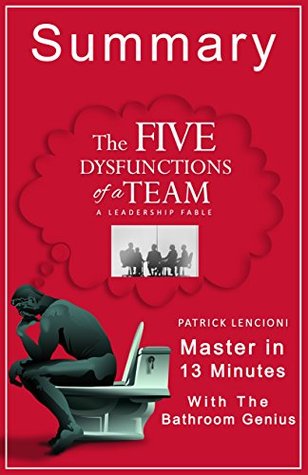 Summary
The FIVE
DYSFUNCTIONS
of a TEAM
A LEADERSHIP FABLE
PATRICK LENCIONI
Master in
13 Minutes
With The
Bathroom Genius